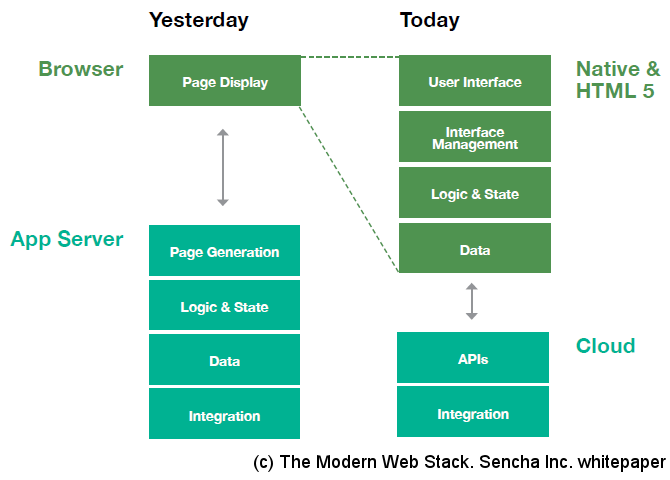 Yesterday
Today
Browser
Page Display
User Interface
Native &
HTML 5
Interface
Management
Logic & State
Data
App Server
Page Generation
Logic & State
Data
Integration
Cloud
APIs
Integration
(c) The Modern Web Stack. Sencha Inc. whitepaper